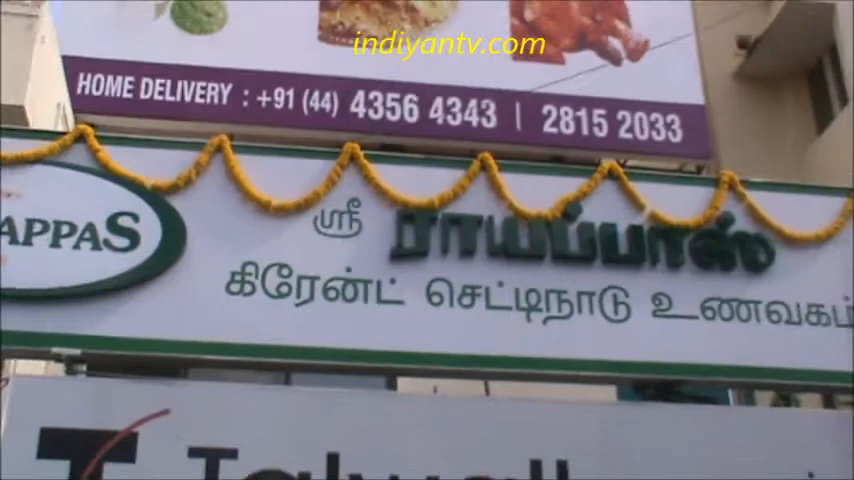 indiyantv.com
HOME DELIVERY : +91 (44) 4356 4343 | 2815 2033
APPAS
ஸ்ரீ ராயப்பாஸ்
கிரேண்ட் செட்டிநாடு உணவகம்